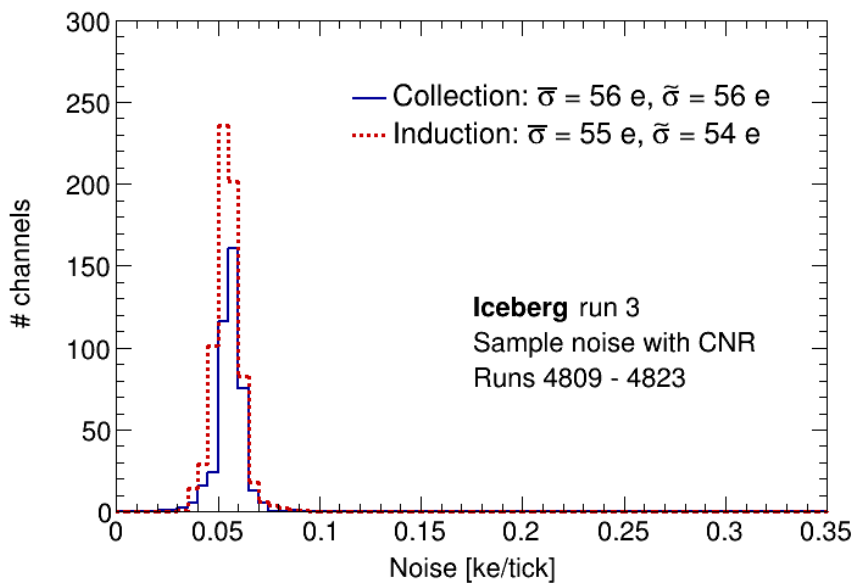 300
250
200
150
100
50
0
# channels
Collection: σ̅ = 56 e, σ̃ = 56 e
Induction: σ̅ = 55 e, σ̃ = 54 e
Iceberg run 3
Sample noise with CNR
Runs 4809 - 4823
0 0.05 0.1 0.15 0.2 0.25 0.3 0.35
Noise [ke/tick]